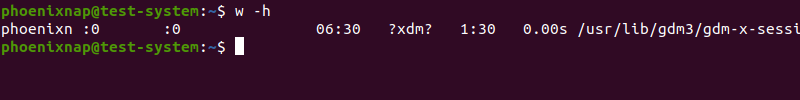 phoenixnap@test-system:~$ w -h
phoenixn :0       :0               06:30   ?xdm?   1:30    0.00s /usr/lib/gdm3/gdm-x-sessi
phoenixnap@test-system:~$